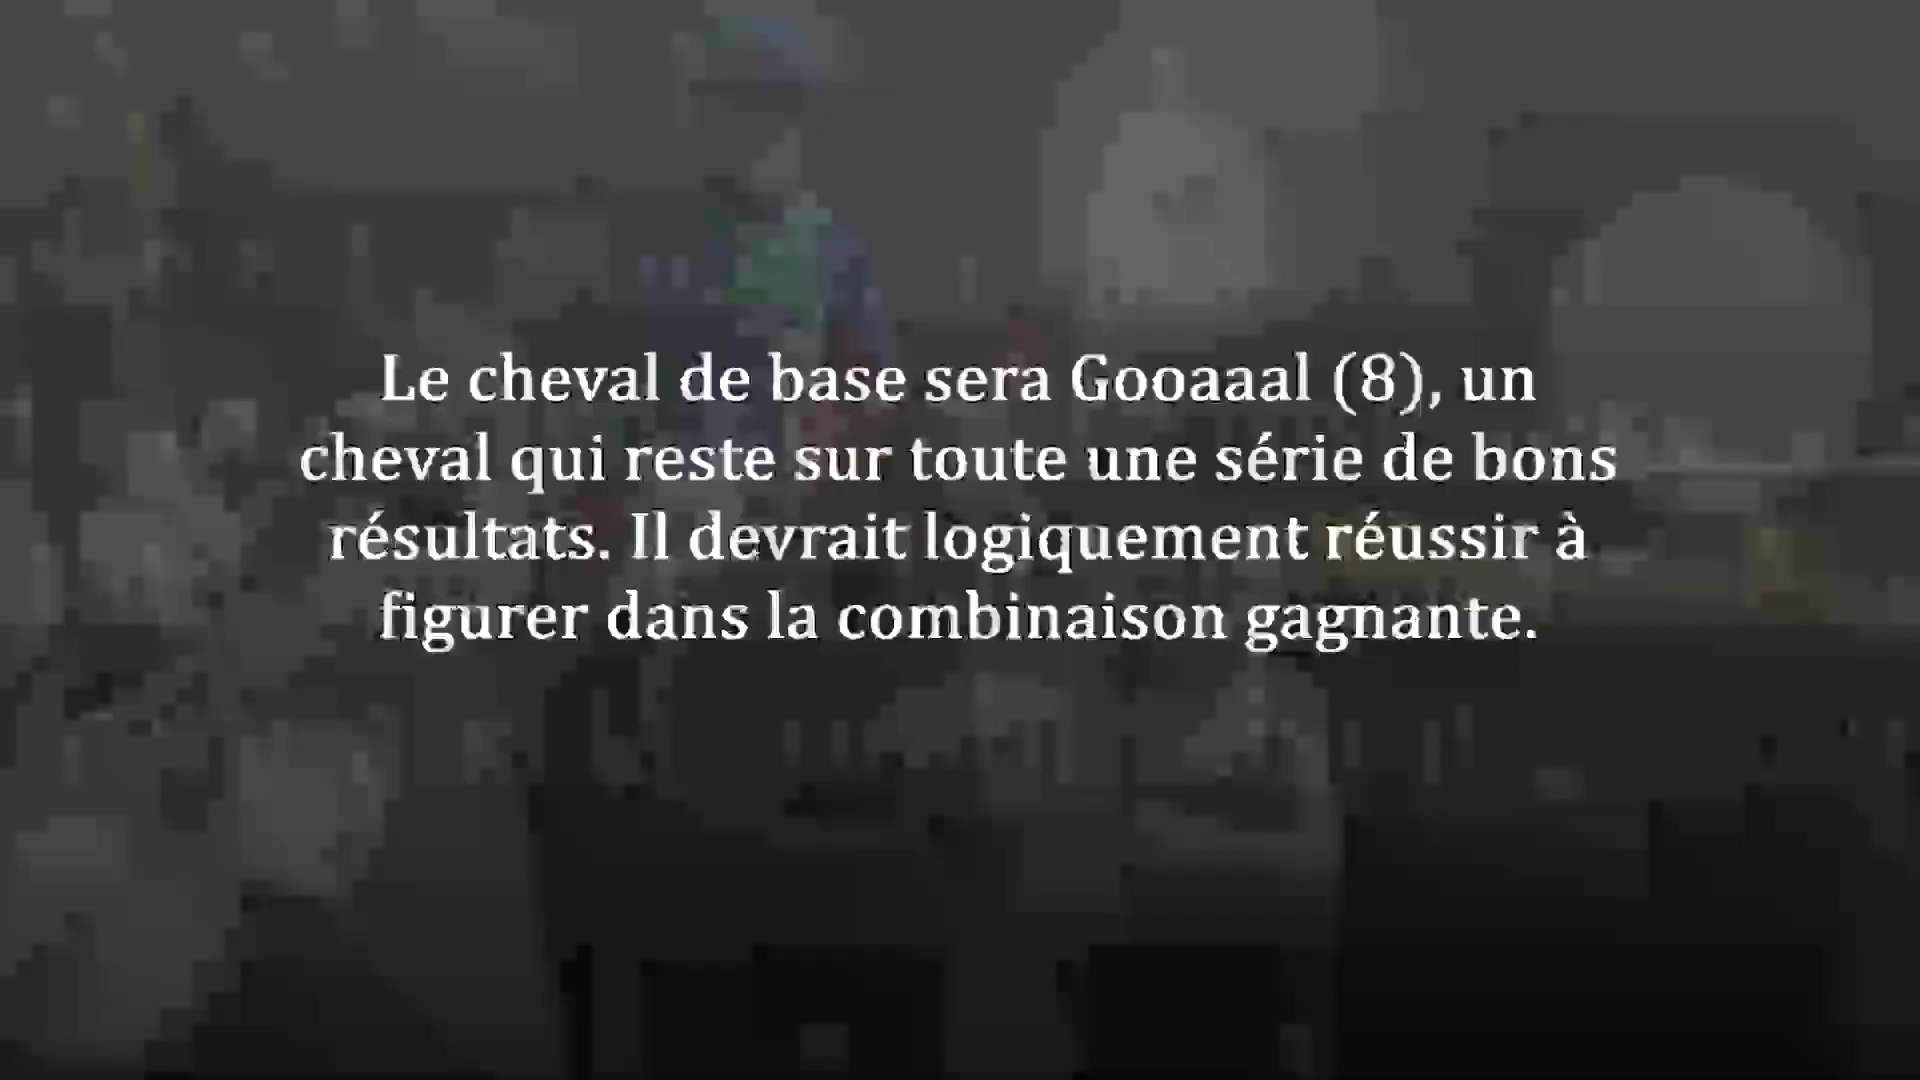 Le cheval de base sera Gooaaal (8), un
cheval qui reste sur toute une série de bons
résultats. Il devrait logiquement réussir à
figurer dans la combinaison gagnante.